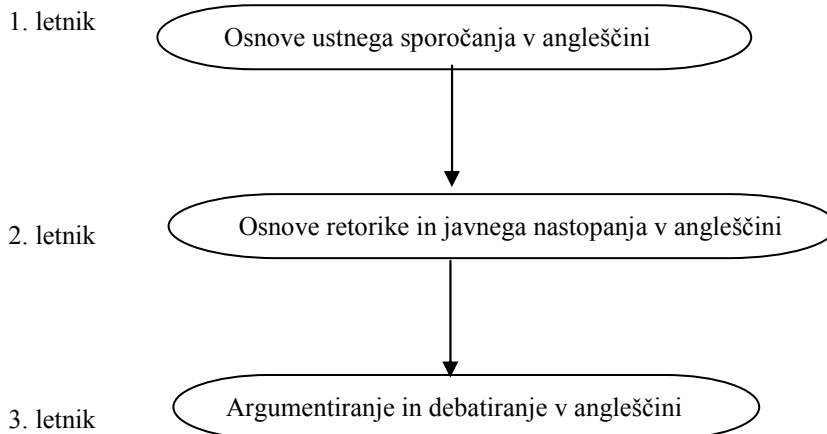 1. letnik
Osnove ustnega sporočanja v angleščini
2. letnik
Osnove retorike in javnega nastopanja v angleščini
3. letnik
Argumentiranje in debatiranje v angleščini